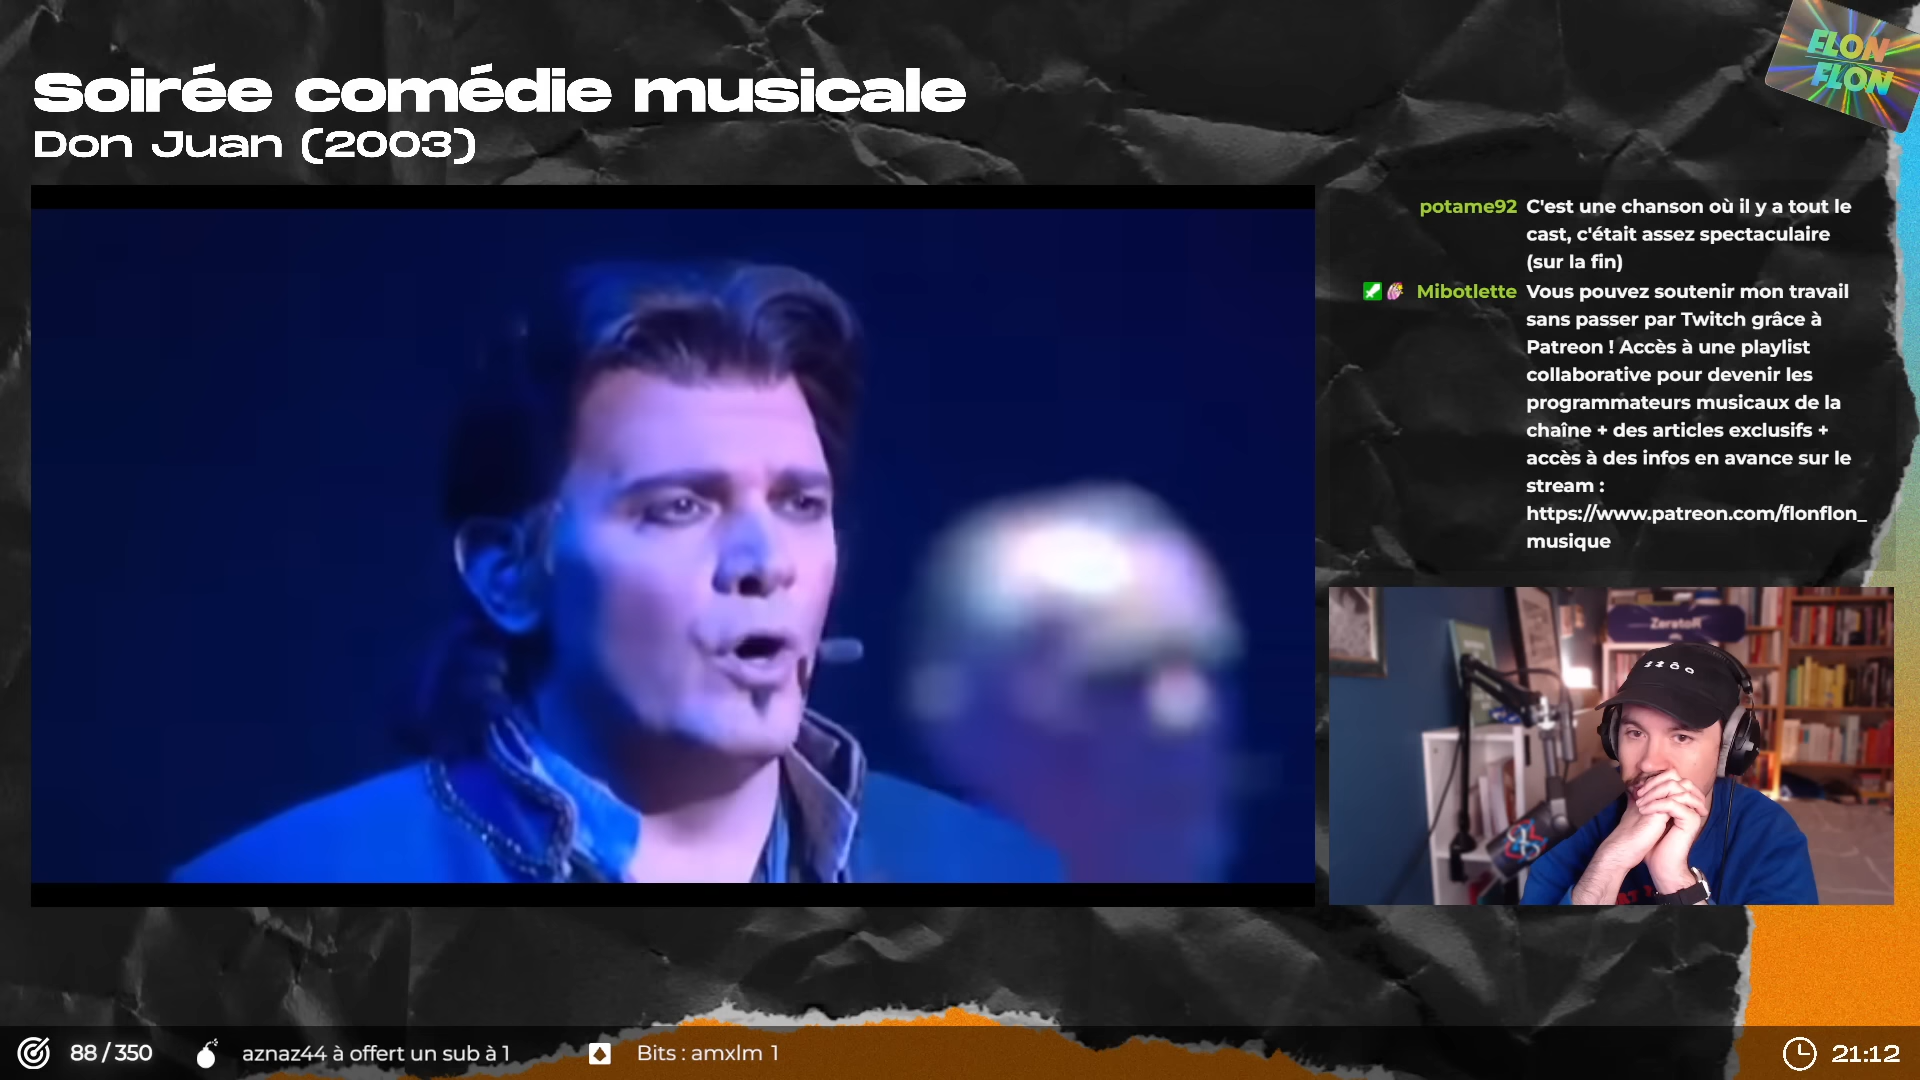 Soirée comédie musicale
Don Juan (2003)
FLON
FLON
potame92 C'est une chanson où il y a tout le
cast, c'était assez spectaculaire
(sur la fin)
Mibotlette Vous pouvez soutenir mon travail
sans passer par Twitch grâce à
Patreon ! Accès à une playlist
collaborative pour devenir les
programmateurs musicaux de la
chaîne + des articles exclusifs +
accès à des infos en avance sur le
stream :
https://www.patreon.com/flonflon_
musique
ZeratoR
88 / 350
aznaz44 à offert un sub à 1
Bits : amxlm 1
21:12